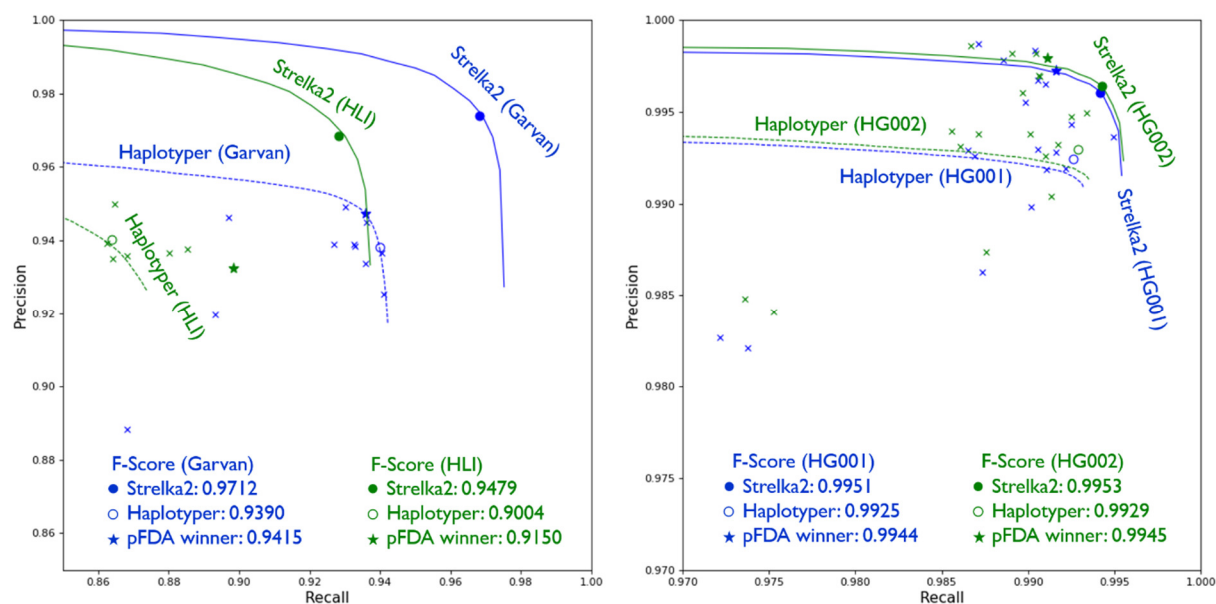 1.00
0.98
0.96
0.94
0.92
0.90
0.88
0.86
Precision
Strelka2 (HLI)
Strelka2 (Garvan)
Haplotyper (Garvan)
Haplotyper (HLI)
F-Score (Garvan)
Strelka2: 0.9712
Haplotyper: 0.9390
pFDA winner: 0.9415
F-Score (HLI)
Strelka2: 0.9479
Haplotyper: 0.9004
pFDA winner: 0.9150
0.86 0.88 0.90 0.92 0.94 0.96 0.98 1.00
Recall
1.000
0.995
0.990
0.985
0.980
0.975
0.970
Precision
Strelka2 (HG002)
Haplotyper (HG002)
Haplotyper (HG001)
Strelka2 (HG001)
F-Score (HG001)
Strelka2: 0.9951
Haplotyper: 0.9925
pFDA winner: 0.9944
F-Score (HG002)
Strelka2: 0.9953
Haplotyper: 0.9929
pFDA winner: 0.9945
0.970 0.975 0.980 0.985 0.990 0.995 1.000
Recall